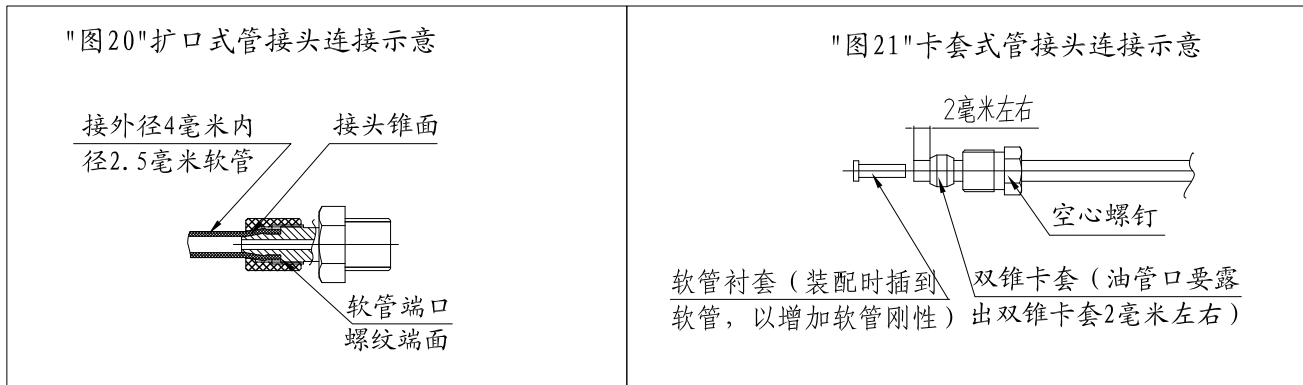 "图20"扩口式管接头连接示意
接外径4毫米内
径2.5毫米软管
接头锥面
软管端口
螺纹端面
"图21"卡套式管接头连接示意
2毫米左右
空心螺钉
软管衬套（装配时插到
软管，以增加软管刚性）
双锥卡套（油管口要露
出双锥卡套2毫米左右）